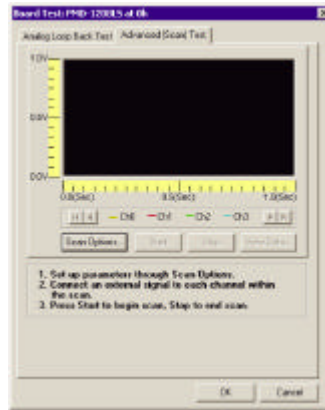 Board Test: PMD-1208LS at 0h
Analog Loop Back Test Advanced (Scan) Test
1.0V
0.0V
0.0(Sec) 0.5(Sec) 1.0(Sec)
Ch0 Ch1 Ch2 Ch3
Scan Options... Start Stop
1. Set up parameters through Scan Options.
2. Connect an external signal to each channel within
the scan.
3. Press Start to begin scan, Stop to end scan.
OK Cancel